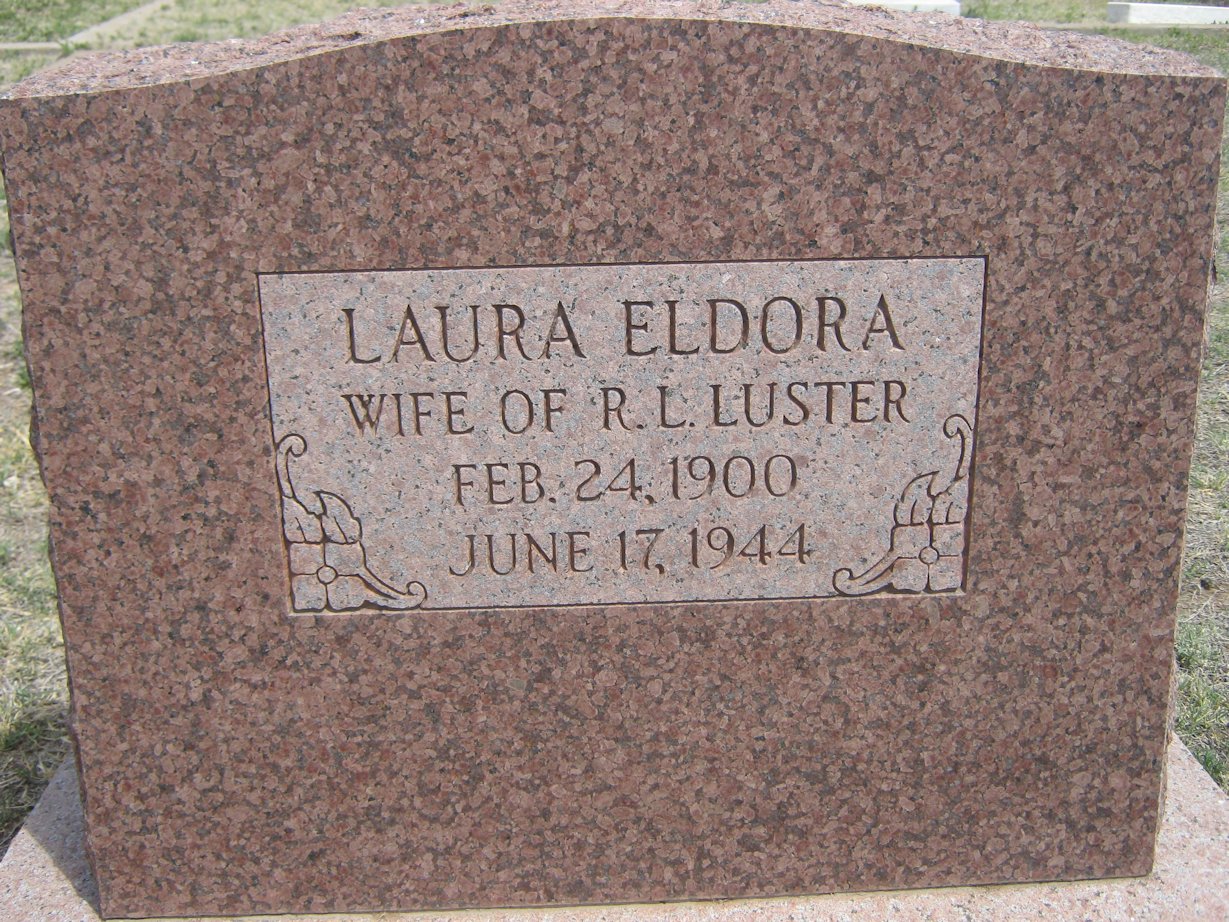 LAURA ELDORA
WIFE OF R. L. LUSTER
FEB. 24, 1900
JUNE 17, 1944